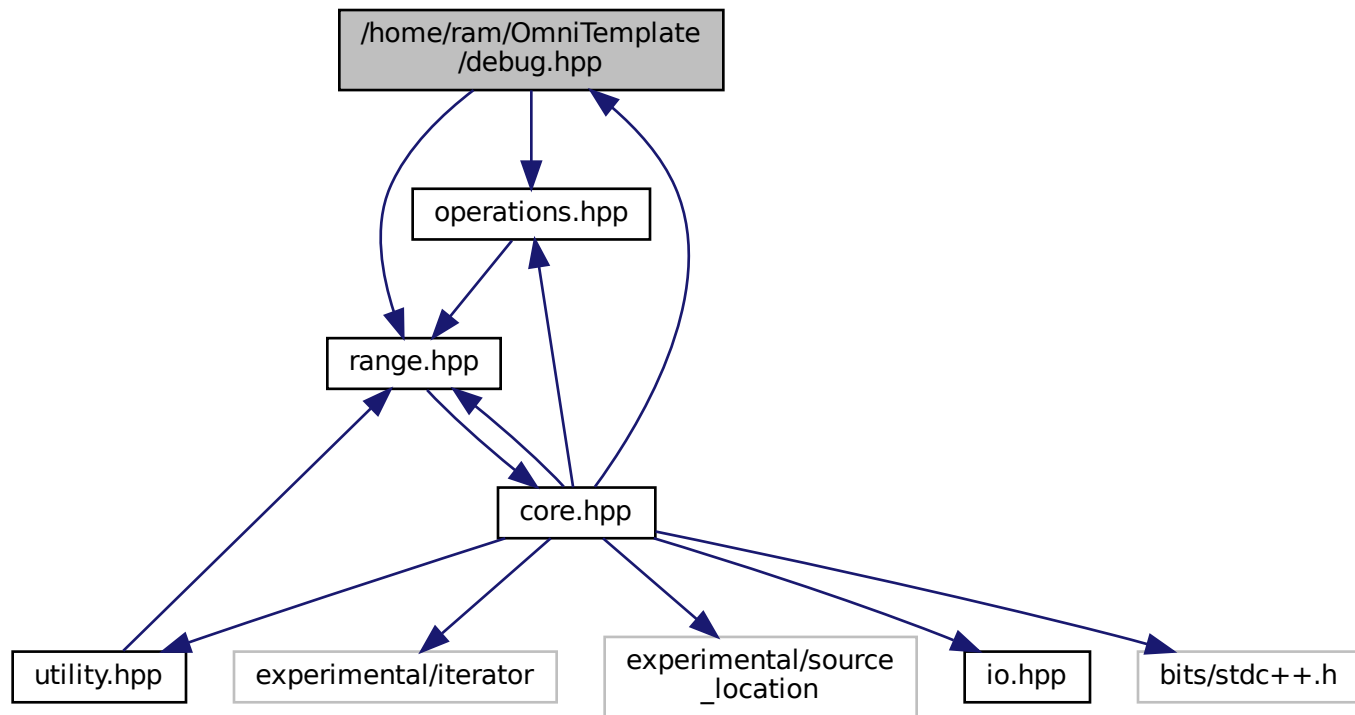 /home/ram/OmniTemplate
/debug.hpp
operations.hpp
range.hpp
core.hpp
utility.hpp
experimental/iterator
experimental/source
_location
io.hpp
bits/stdc++.h